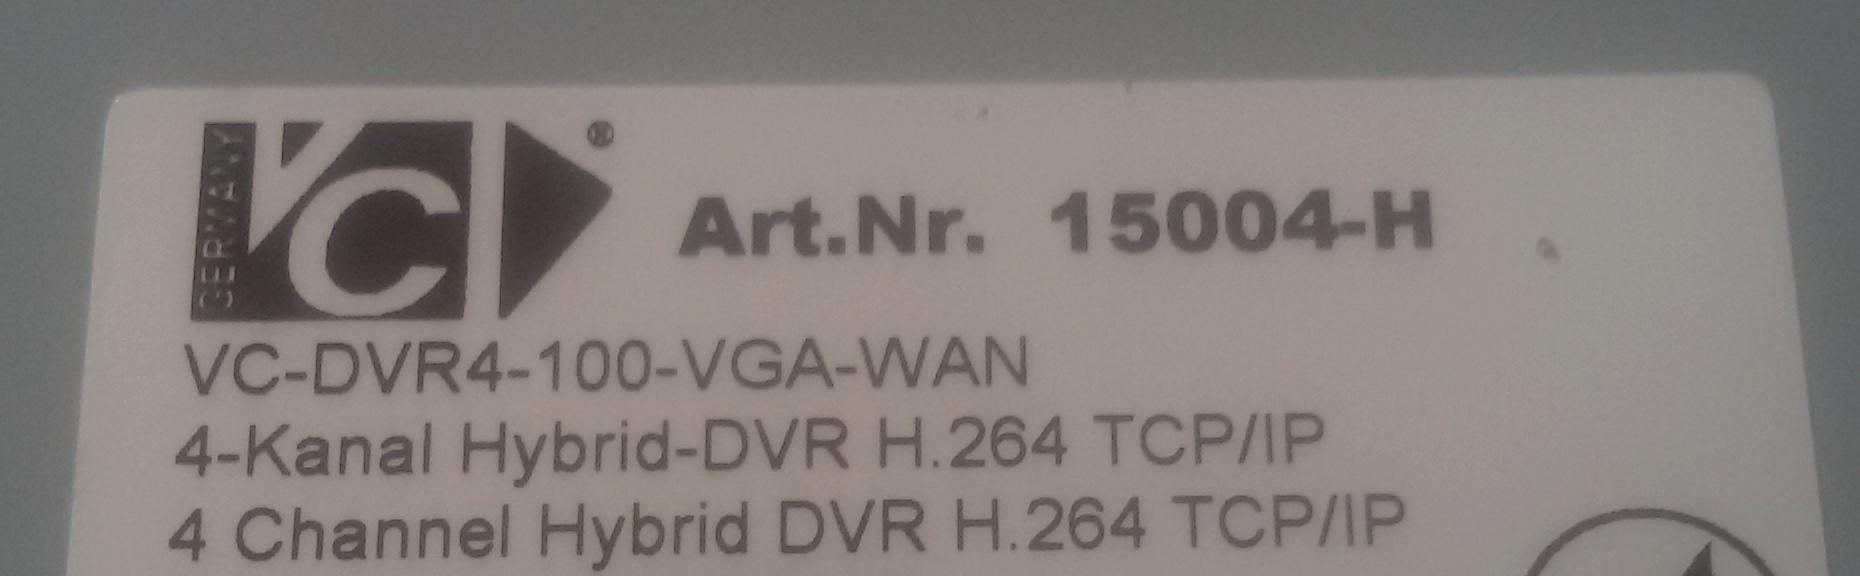 GERMANY VC ®
Art.Nr. 15004-H
VC-DVR4-100-VGA-WAN
4-Kanal Hybrid-DVR H.264 TCP/IP
4 Channel Hybrid DVR H.264 TCP/IP